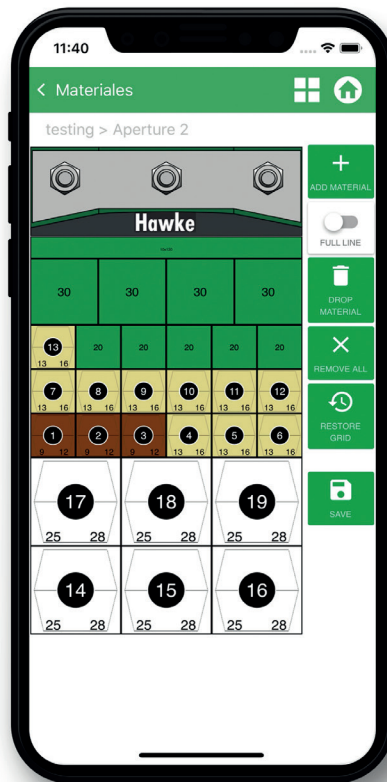 11:40
Materiales
testing > Aperture 2
ADD MATERIAL
Hawke
FULL LINE
30 30 30 30
DROP
MATERIAL
13 20 20 20 20 20
13 16
REMOVE ALL
7 8 9 10 11 12
13 16 13 16 13 16 13 16 13 16 13 16
RESTORE
GRID
1 2 3 4 5 6
9 12 9 12 9 12 13 16 13 16 13 16
17 18 19
SAVE
25 28 25 28 25 28
14 15 16
25 28 25 28 25 28